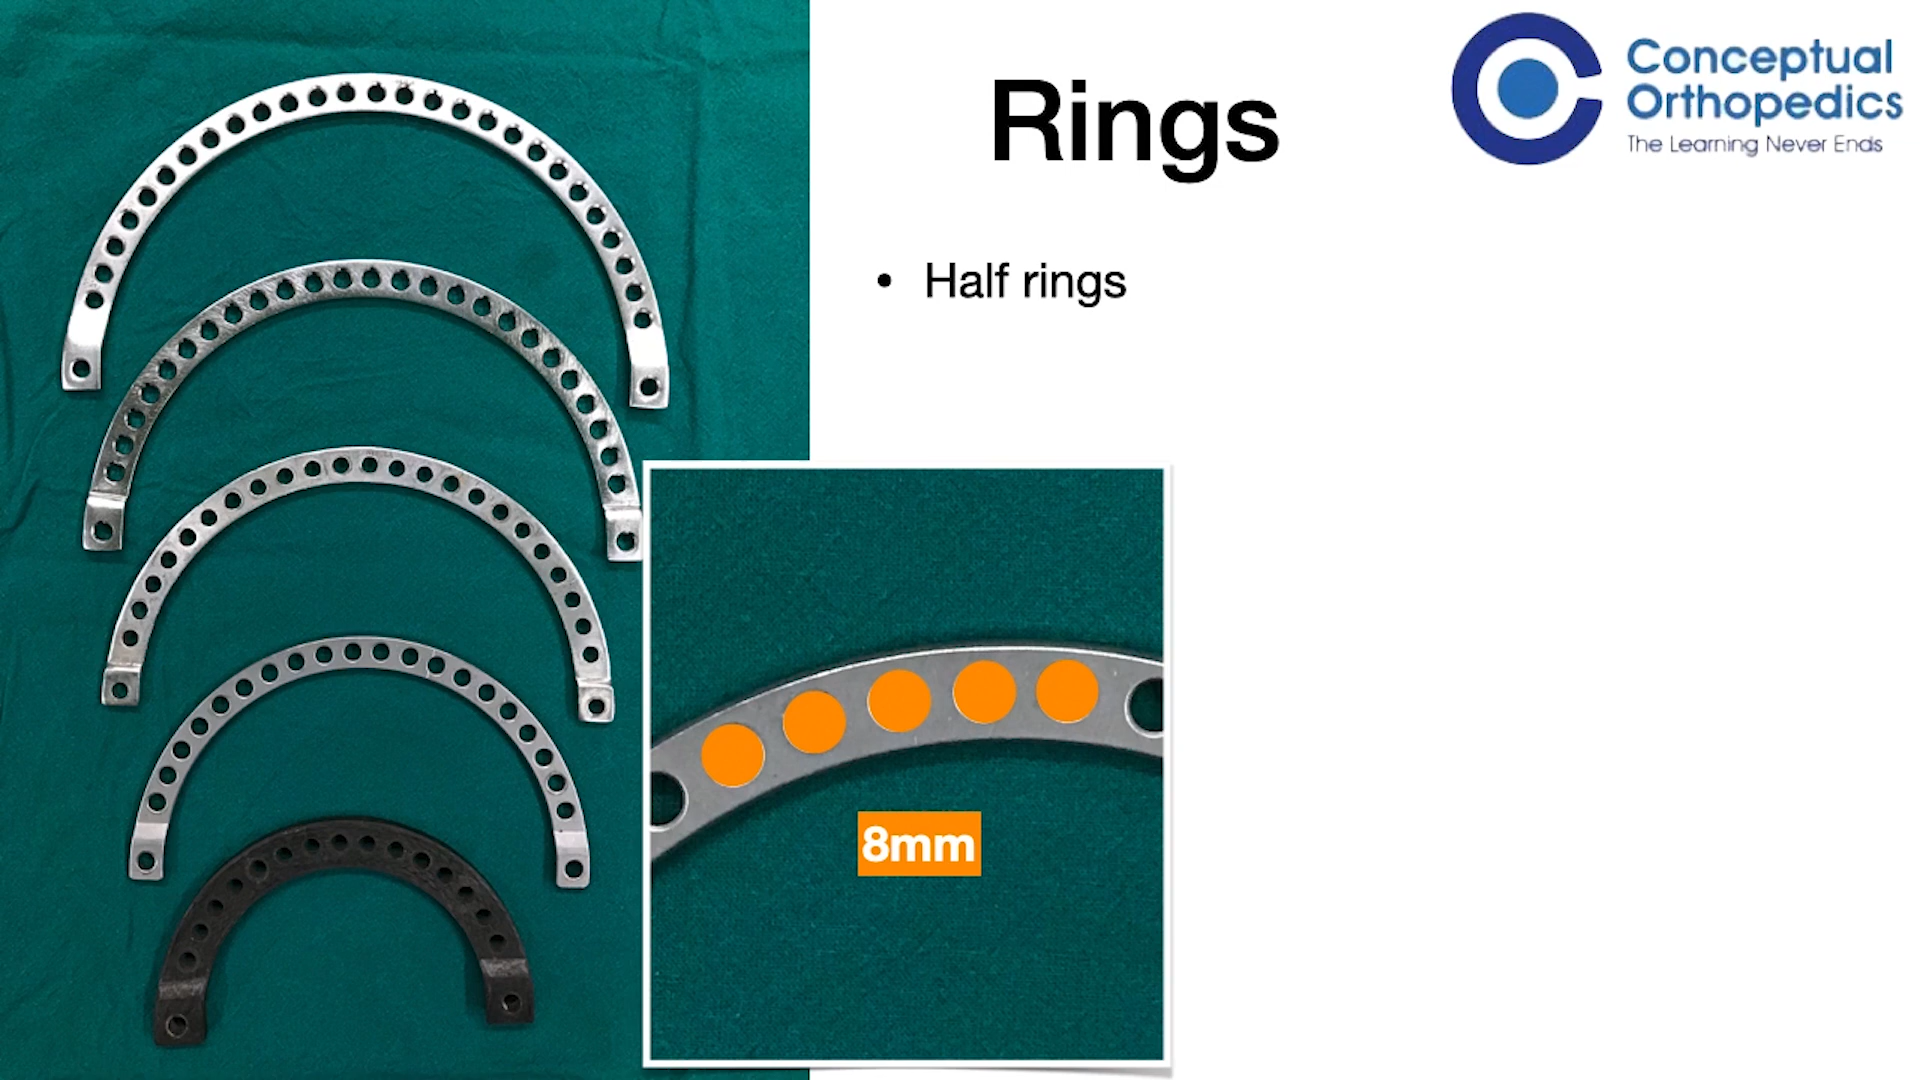 Rings
Conceptual
Orthopedics
The Learning Never Ends
• Half rings
8mm